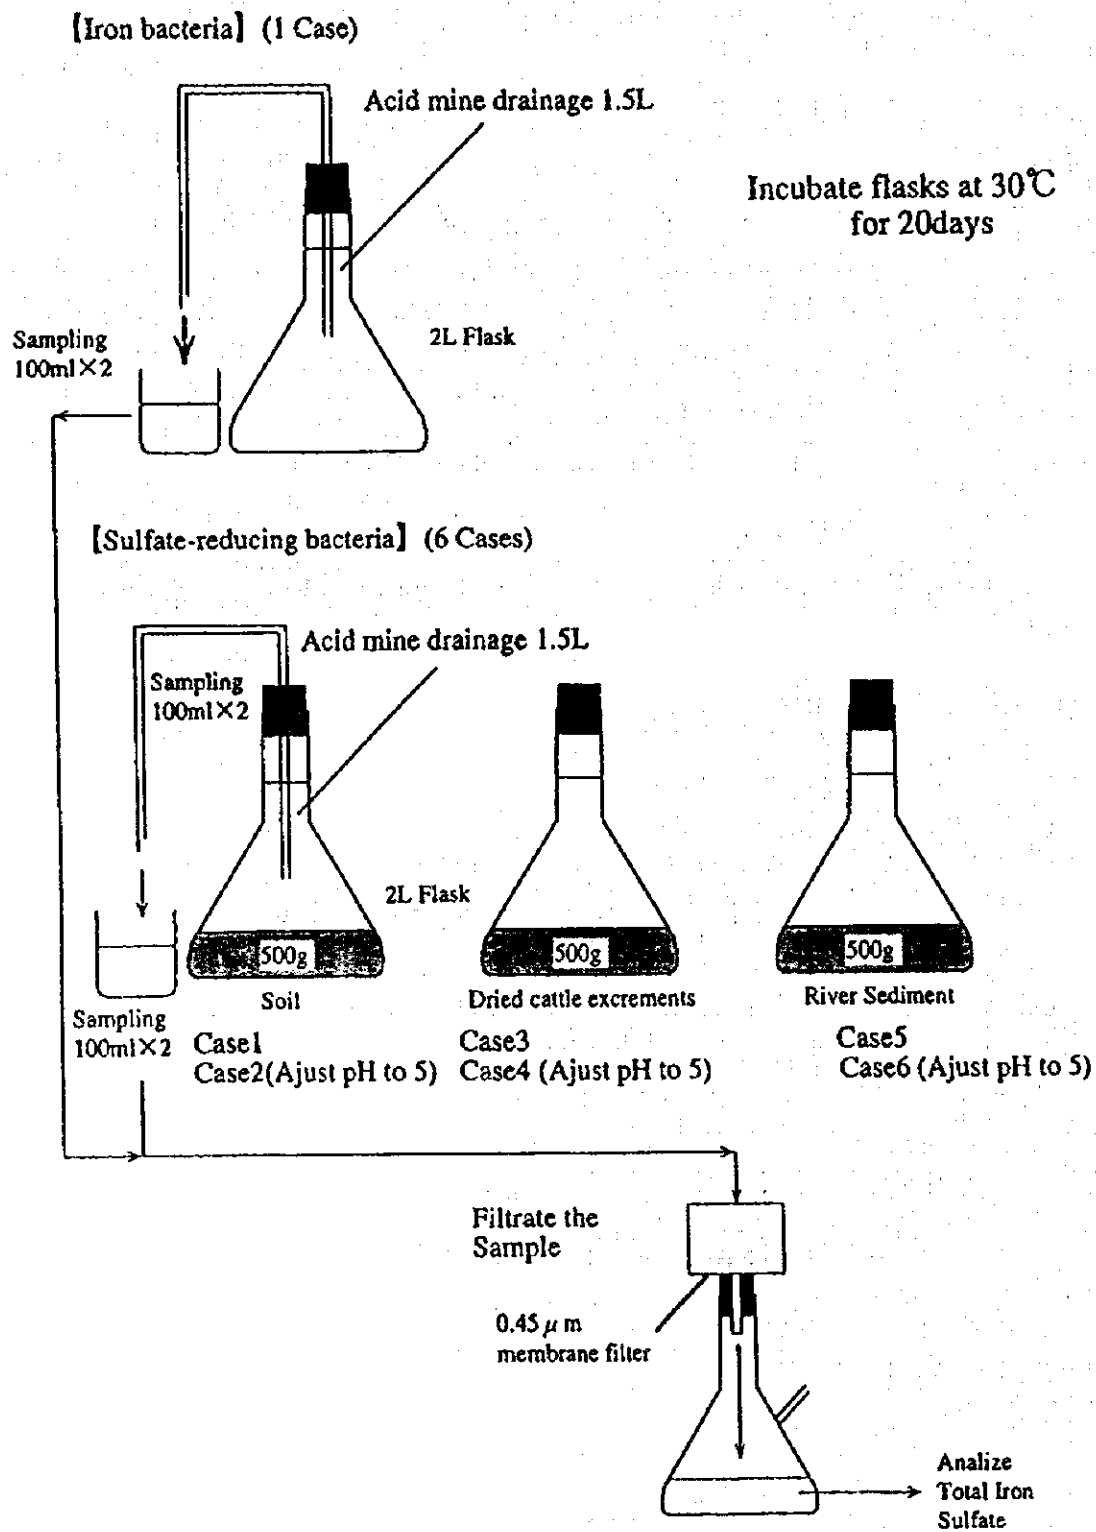 【Iron bacteria】 (1 Case)
Acid mine drainage 1.5L
Incubate flasks at 30℃
for 20days
Sampling
100ml×2
2L Flask
【Sulfate-reducing bacteria】 (6 Cases)
Acid mine drainage 1.5L
Sampling
100ml×2
2L Flask
500g
500g
500g
Soil
Dried cattle excrements
River Sediment
Sampling
100ml×2
Case1
Case2(Ajust pH to 5)
Case3
Case4 (Ajust pH to 5)
Case5
Case6 (Ajust pH to 5)
Filtrate the
Sample
0.45 μ m
membrane filter
Analize
Total Iron
Sulfate